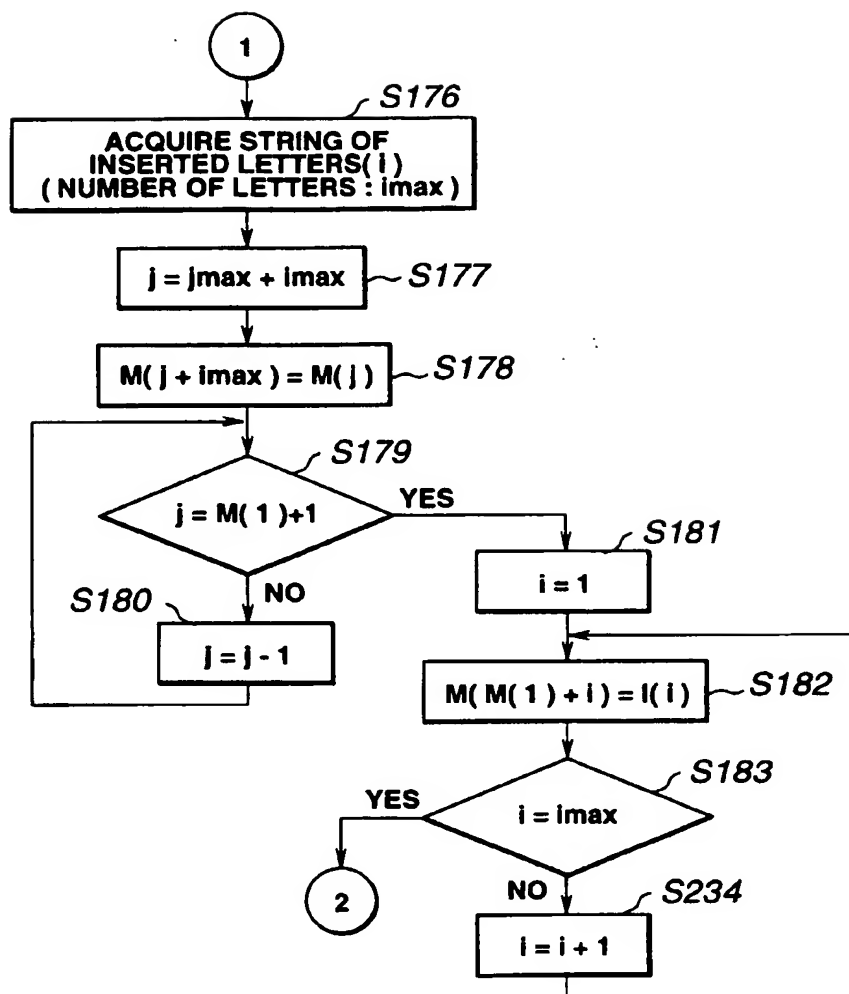 1
S176
ACQUIRE STRING OF
INSERTED LETTERS( i )
( NUMBER OF LETTERS : imax )
j = jmax + imax
S177
M( j + imax ) = M( j )
S178
S179
j = M( 1 )+1
YES
NO
S180
j = j - 1
S181
i = 1
M( M( 1 ) + i ) = I( i )
S182
S183
i = imax
YES
2
NO
S234
i = i + 1